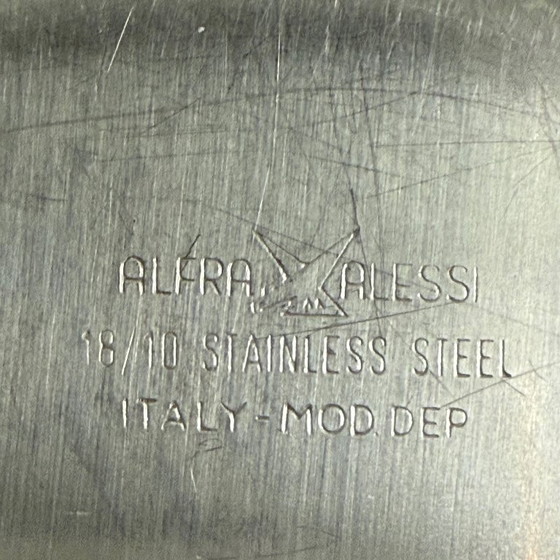 ALFRA ALESSI
18/10 STAINLESS STEEL
ITALY-MOD.DEP